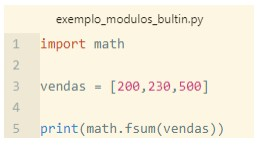 exemplo_modulos_bultin.py
1 import math
2
3 vendas = [200,230,500]
4
5 print(math.fsum(vendas))